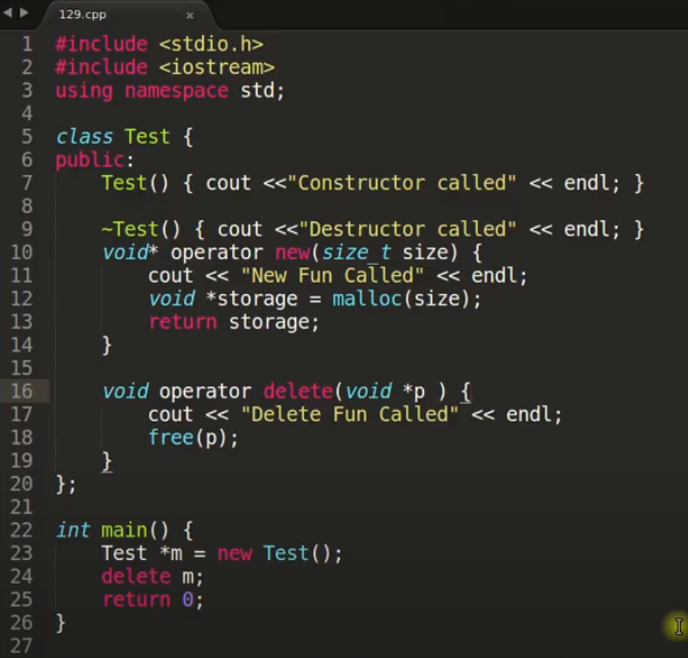 129.cpp
1 #include <stdio.h>
2 #include <iostream>
3 using namespace std;
4
5 class Test {
6 public:
7     Test() { cout <<"Constructor called" << endl; }
8
9     ~Test() { cout <<"Destructor called" << endl; }
10     void* operator new(size_t size) {
11         cout << "New Fun Called" << endl;
12         void *storage = malloc(size);
13         return storage;
14     }
15
16     void operator delete(void *p ) {
17         cout << "Delete Fun Called" << endl;
18         free(p);
19     }
20 };
21
22 int main() {
23     Test *m = new Test();
24     delete m;
25     return 0;
26 }
27